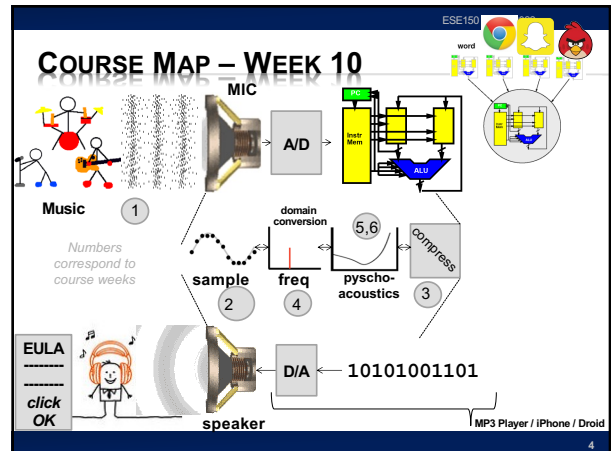 ESE150
COURSE MAP – WEEK 10
word
MIC
PC
Instr
Mem
ALU
A/D
Music
1
Numbers
correspond to
course weeks
domain
conversion
5,6
compress
sample
freq
pyscho-
acoustics
2
4
3
EULA
--------
--------
click
OK
D/A
10101001101
speaker
MP3 Player / iPhone / Droid
4